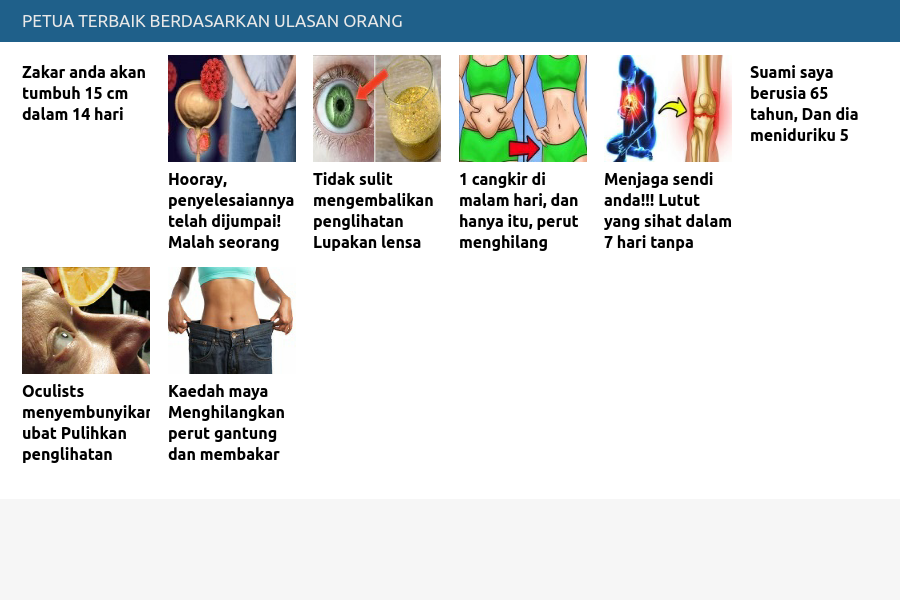 PETUA TERBAIK BERDASARKAN ULASAN ORANG
Zakar anda akan
tumbuh 15 cm
dalam 14 hari
Hooray,
penyelesaiannya
telah dijumpai!
Malah seorang
Tidak sulit
mengembalikan
penglihatan
Lupakan lensa
1 cangkir di
malam hari, dan
hanya itu, perut
menghilang
Menjaga sendi
anda!!! Lutut
yang sihat dalam
7 hari tanpa
Suami saya
berusia 65
tahun, Dan dia
meniduriku 5
Oculists
menyembunyikan
ubat Pulihkan
penglihatan
Kaedah maya
Menghilangkan
perut gantung
dan membakar